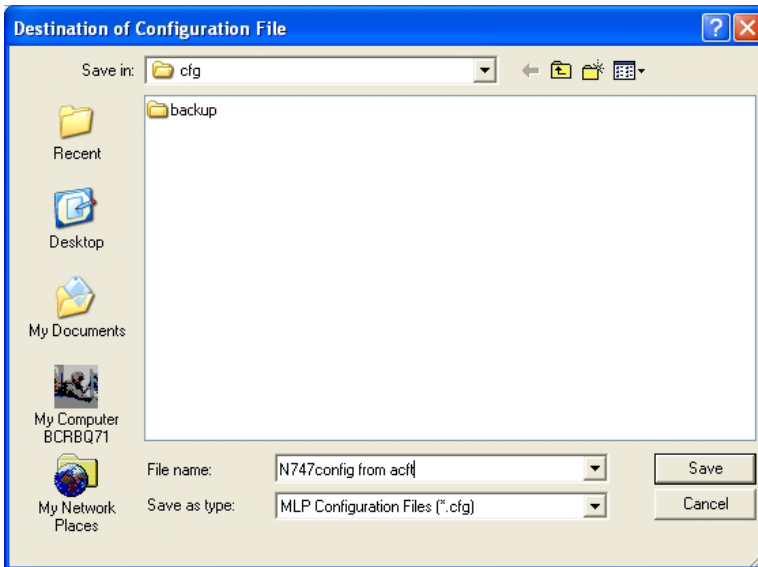 Destination of Configuration File
Save in:
cfg
backup
Recent
Desktop
My Documents
My Computer
BCRBQ71
My Network
Places
File name:
N747config from acft
Save
Save as type:
MLP Configuration Files (*.cfg)
Cancel